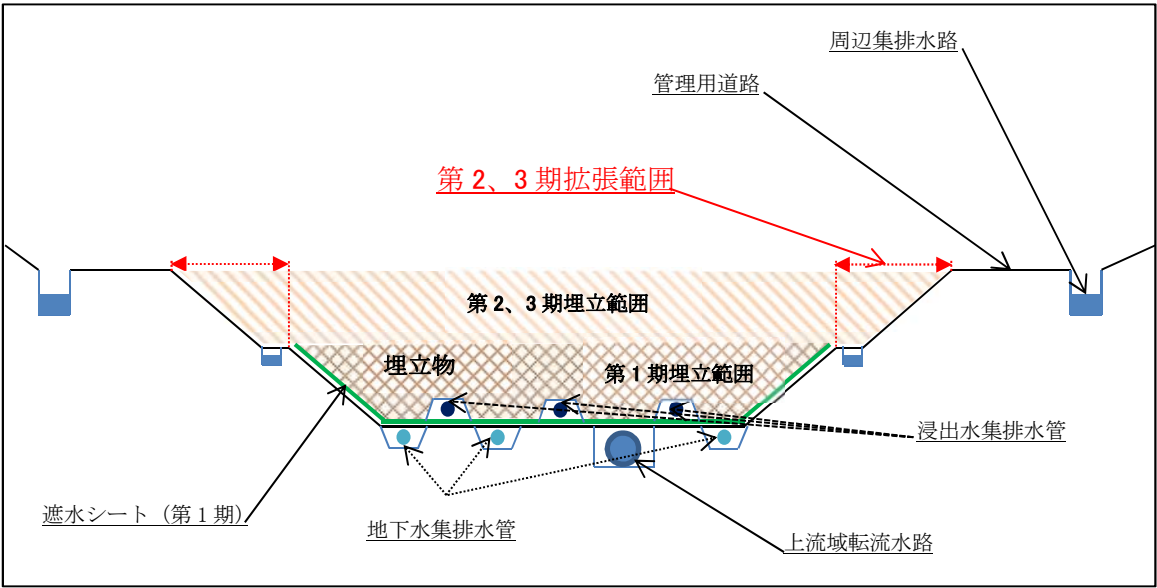 周辺集排水路
管理用道路
第2、3期拡張範囲
第2、3期埋立範囲
埋立物
第1期埋立範囲
浸出水集排水管
遮水シート（第1期）
地下水集排水管
上流域転流水路